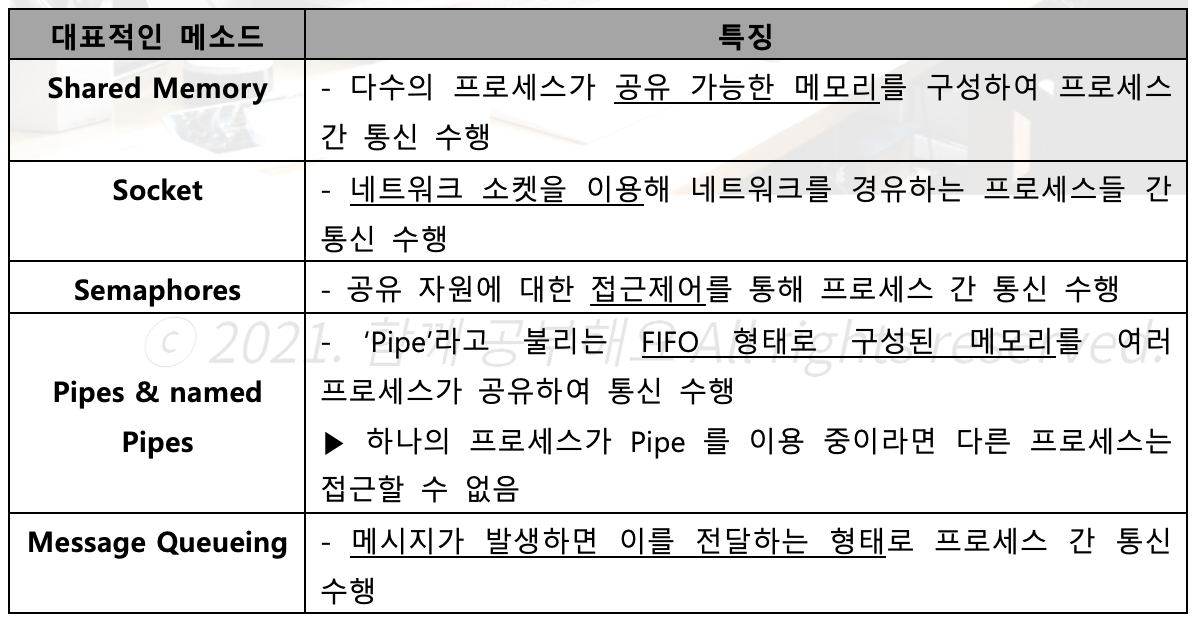 대표적인 메소드 특징
Shared Memory
- 다수의 프로세스가 공유 가능한 메모리를 구성하여 프로세스
간 통신 수행
Socket
- 네트워크 소켓을 이용해 네트워크를 경유하는 프로세스들 간
통신 수행
Semaphores
- 공유 자원에 대한 접근제어를 통해 프로세스 간 통신 수행
Pipes & named
Pipes
- ‘Pipe’라고 불리는 FIFO 형태로 구성된 메모리를 여러
프로세스가 공유하여 통신 수행
▶ 하나의 프로세스가 Pipe 를 이용 중이라면 다른 프로세스는
접근할 수 없음
Message Queueing
- 메시지가 발생하면 이를 전달하는 형태로 프로세스 간 통신
수행
ⓒ 2021. 함께 공부해요 All rights reserved.